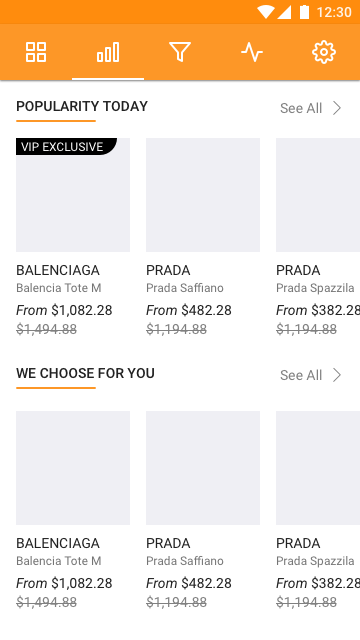 12:30
POPULARITY TODAY
See All
VIP EXCLUSIVE
BALENCIAGA
Balencia Tote M
From $1,082.28
$1,494.88
PRADA
Prada Saffiano
From $482.28
$1,194.88
PRADA
Prada Spazzila
From $382.28
$1,194.88
WE CHOOSE FOR YOU
See All
BALENCIAGA
Balencia Tote M
From $1,082.28
$1,494.88
PRADA
Prada Saffiano
From $482.28
$1,194.88
PRADA
Prada Spazzila
From $382.28
$1,194.88